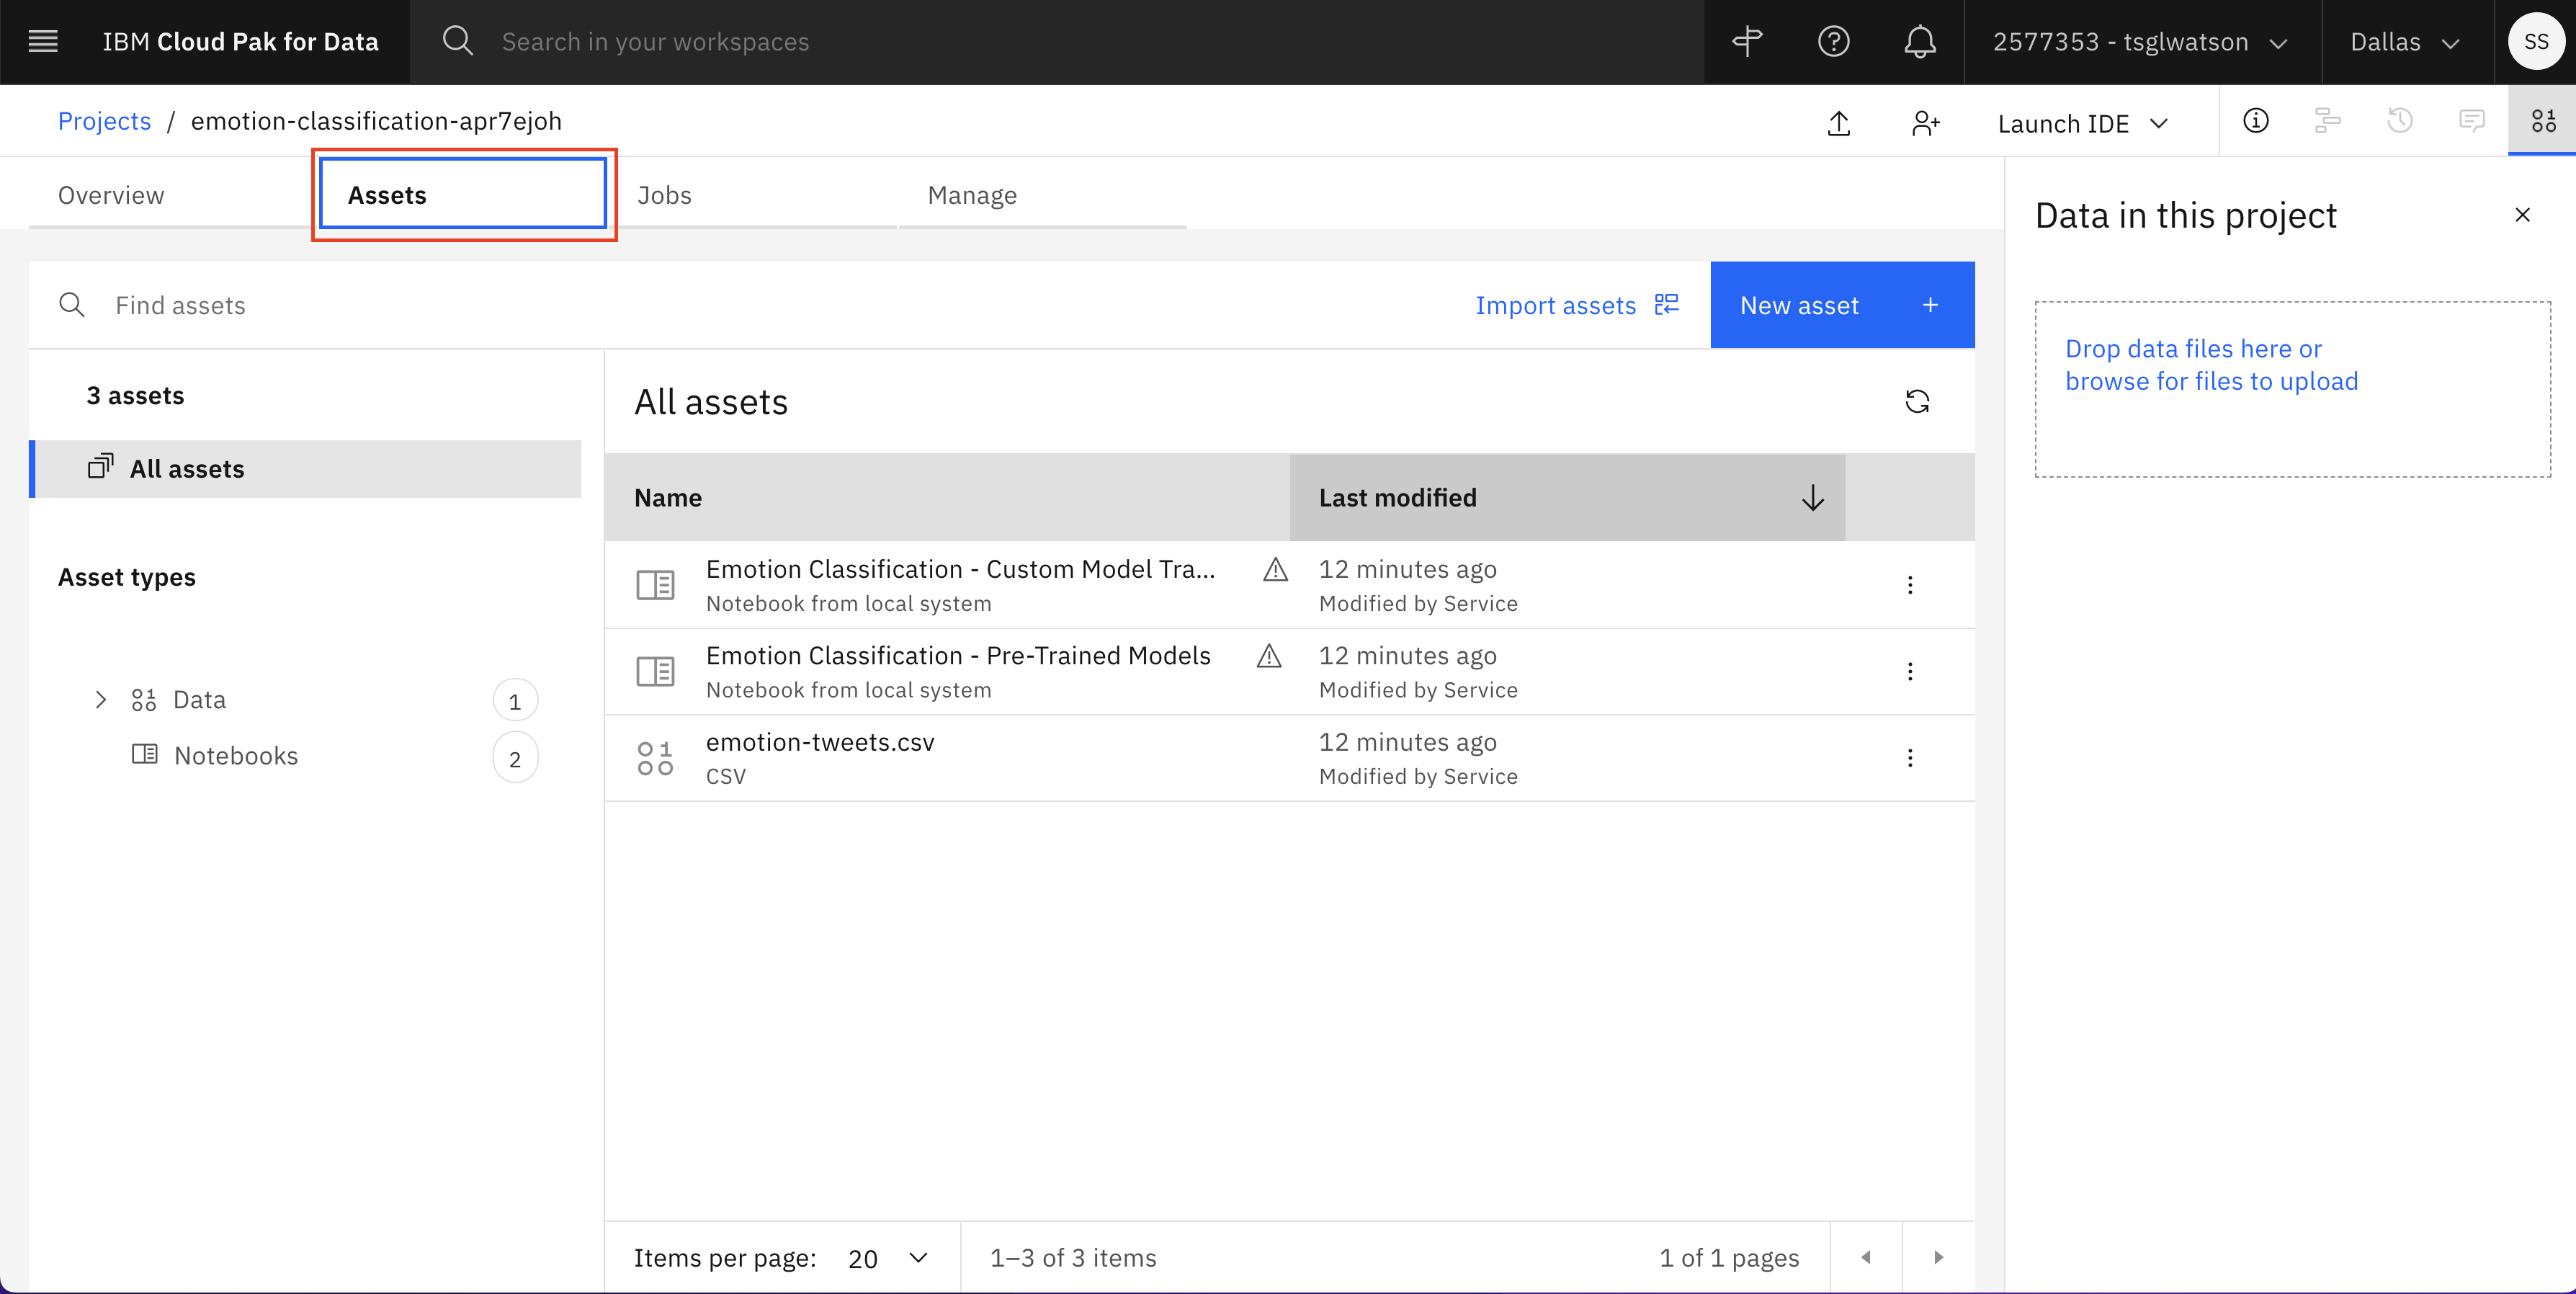 IBM Cloud Pak for Data
Search in your workspaces
2577353 - tsglwatson
Dallas
SS
Projects / emotion-classification-apr7ejoh
Launch IDE
Overview
Assets
Jobs
Manage
Data in this project
Find assets
Import assets
New asset +
Drop data files here or
browse for files to upload
3 assets
All assets
Asset types
Data 1
Notebooks 2
All assets
Name
Last modified
Emotion Classification - Custom Model Tra...
12 minutes ago
Notebook from local system
Modified by Service
Emotion Classification - Pre-Trained Models
12 minutes ago
Notebook from local system
Modified by Service
emotion-tweets.csv
12 minutes ago
CSV
Modified by Service
Items per page: 20
1–3 of 3 items
1 of 1 pages